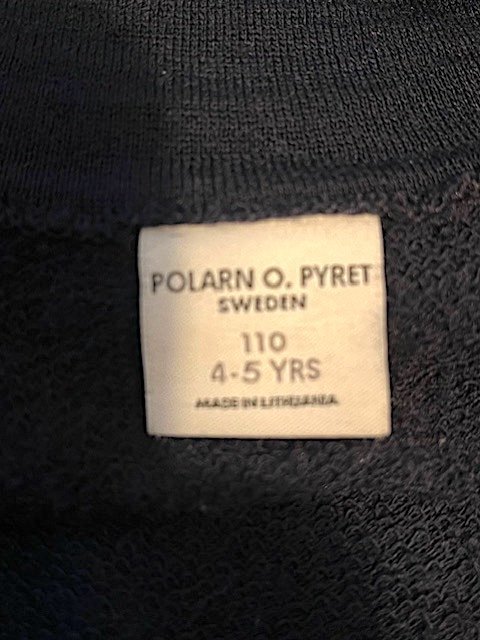 POLARN O. PYRET
SWEDEN
110
4-5 YRS
MADE IN LITHUANIA